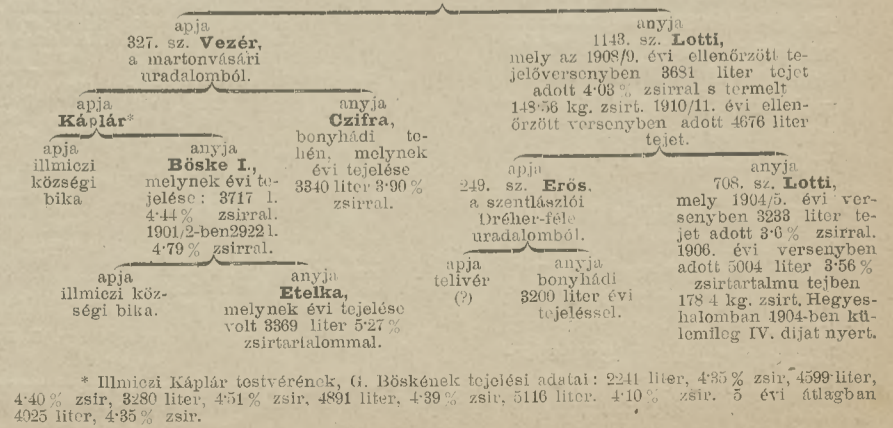 apja
327. sz. Vezér,
a martonvásári
uradalomból.
anyja
1143. sz. Lotti,
mely az 1908/9. évi ellenőrzött te-
jelőversenyben 3681 liter tejet
adott 4·03 % zsirral s termelt
148·56 kg. zsirt. 1910/11. évi ellen-
őrzött versenyben adott 4676 liter
tejet.
apja
Káplár*
anyja
Czifra,
bonyhádi te-
hén, melynek
évi tejelése
3340 liter 3·90 %
zsirral.
apja
illmiczi
községi
bika
anyja
Böske I.,
melynek évi te-
jelése: 3717 l.
4·44 % zsirral.
1901/2-ben 2922 l.
4·79 % zsirral.
apja
249. sz. Erős,
a szentlászlói
Dréher-féle
uradalomból.
anyja
708. sz. Lotti,
mely 1904/5. évi ver-
senyben 3233 liter te-
jet adott 3·6 % zsirral.
1906. évi versenyben
adott 5004 liter 3·56 %
zsirtartalmu tejben
178 4 kg. zsirt. Hegyes-
halomban 1904-ben kü-
lemileg IV. dijat nyert.
apja
illmiczi köz-
ségi bika.
anyja
Etelka,
melynek évi tejelése
volt 3369 liter 5·27 %
zsirtartalommal.
apja
telivér
(?)
anyja
bonyhádi
3200 liter évi
tejeléssel.
* Illmiczi Káplár testvérének, G. Böskének tejelési adatai: 2241 liter, 4·35 % zsir, 4599 liter,
4·40 % zsir, 3280 liter, 4·51 % zsir, 4891 liter, 4·39 % zsir, 5116 liter. 4·10 % zsir. 5 évi átlagban
4025 liter, 4·35 % zsir.